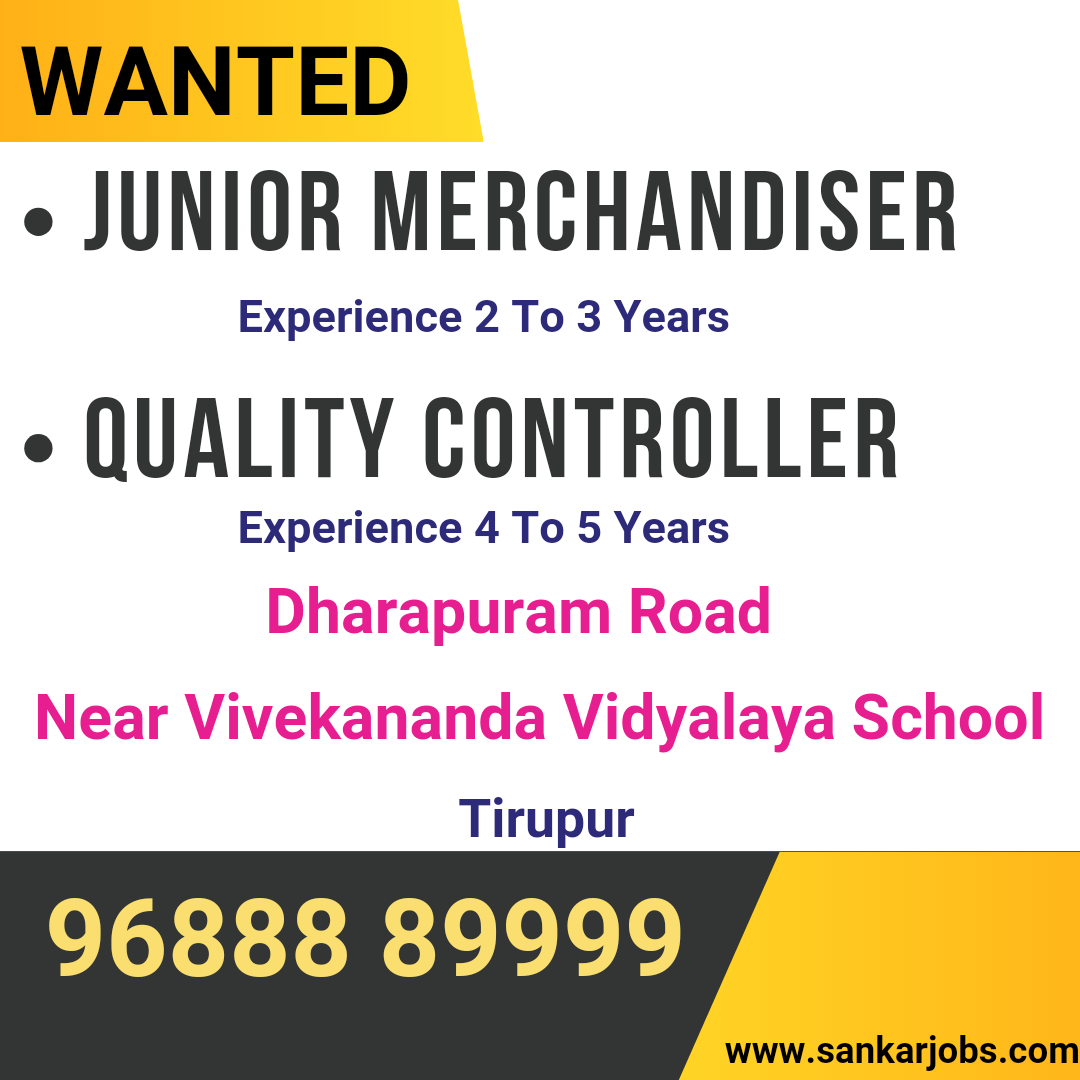 WANTED
• JUNIOR MERCHANDISER
Experience 2 To 3 Years
• QUALITY CONTROLLER
Experience 4 To 5 Years
Dharapuram Road
Near Vivekananda Vidyalaya School
Tirupur
96888 89999
www.sankarjobs.com